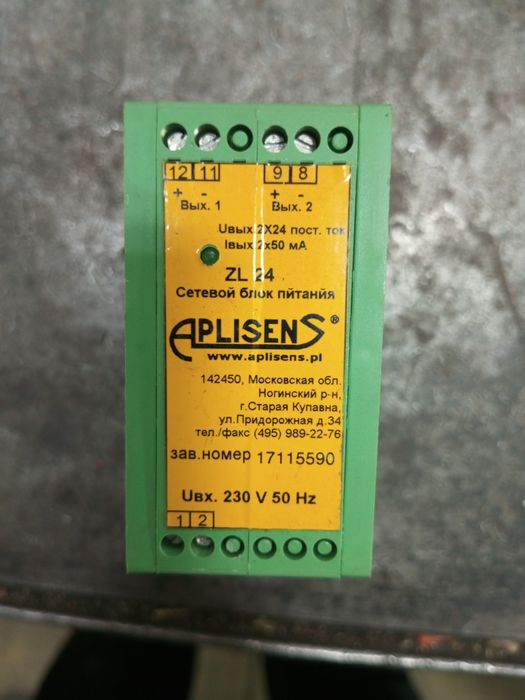 12 11 9 8
+ - + -
Вых. 1 Вых. 2
Uвых.2X24 пост. ток
Iвых.2x50 мА
ZL 24
Сетевой блок пйтанйя
APLISENS®
www.aplisens.pl
142450, Московская обл.
Ногинский р-н,
г.Старая Купавна,
ул.Придорожная д.34
тел./факс (495) 989-22-76
зав.номер 17115590
Uвх. 230 V 50 Hz
1 2